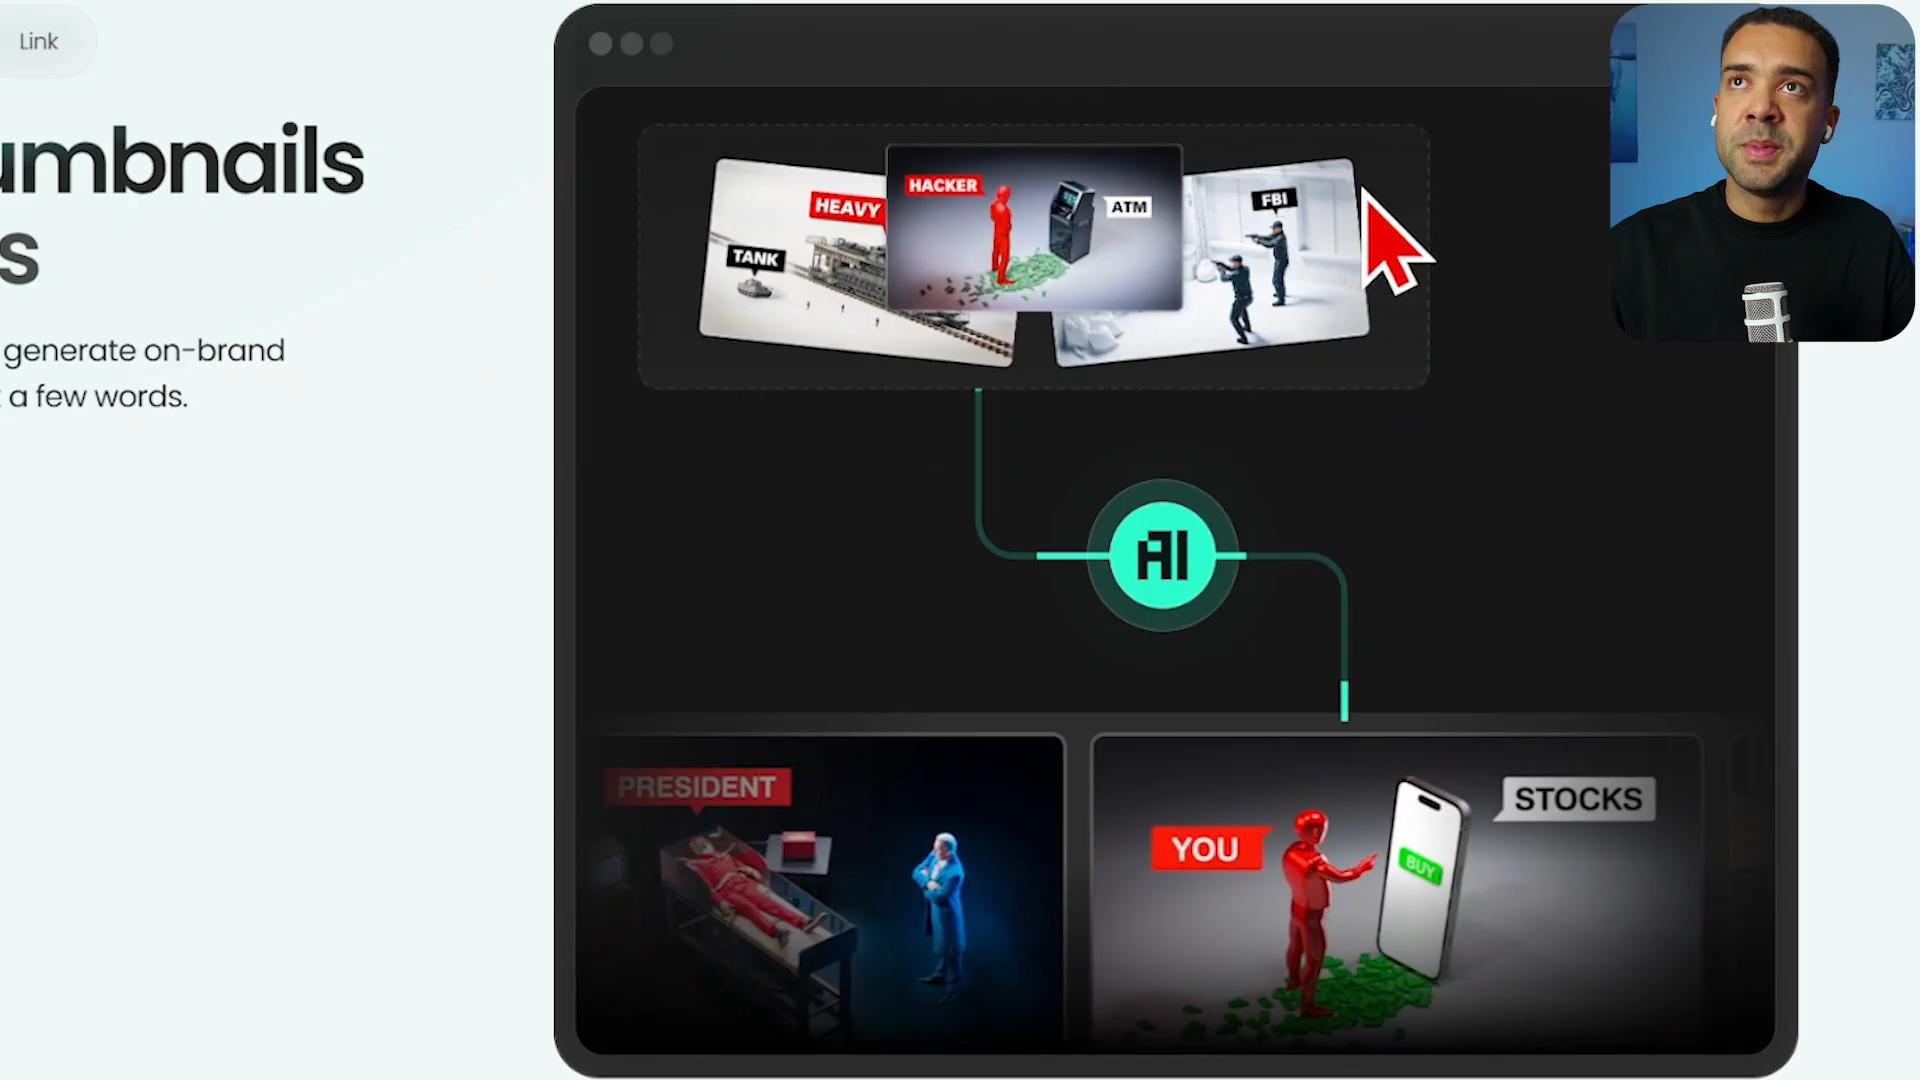 Link
umbnails
s
generate on-brand
a few words.
HEAVY
TANK
HACKER
ATM
FBI
AI
PRESIDENT
YOU
STOCKS
BUY